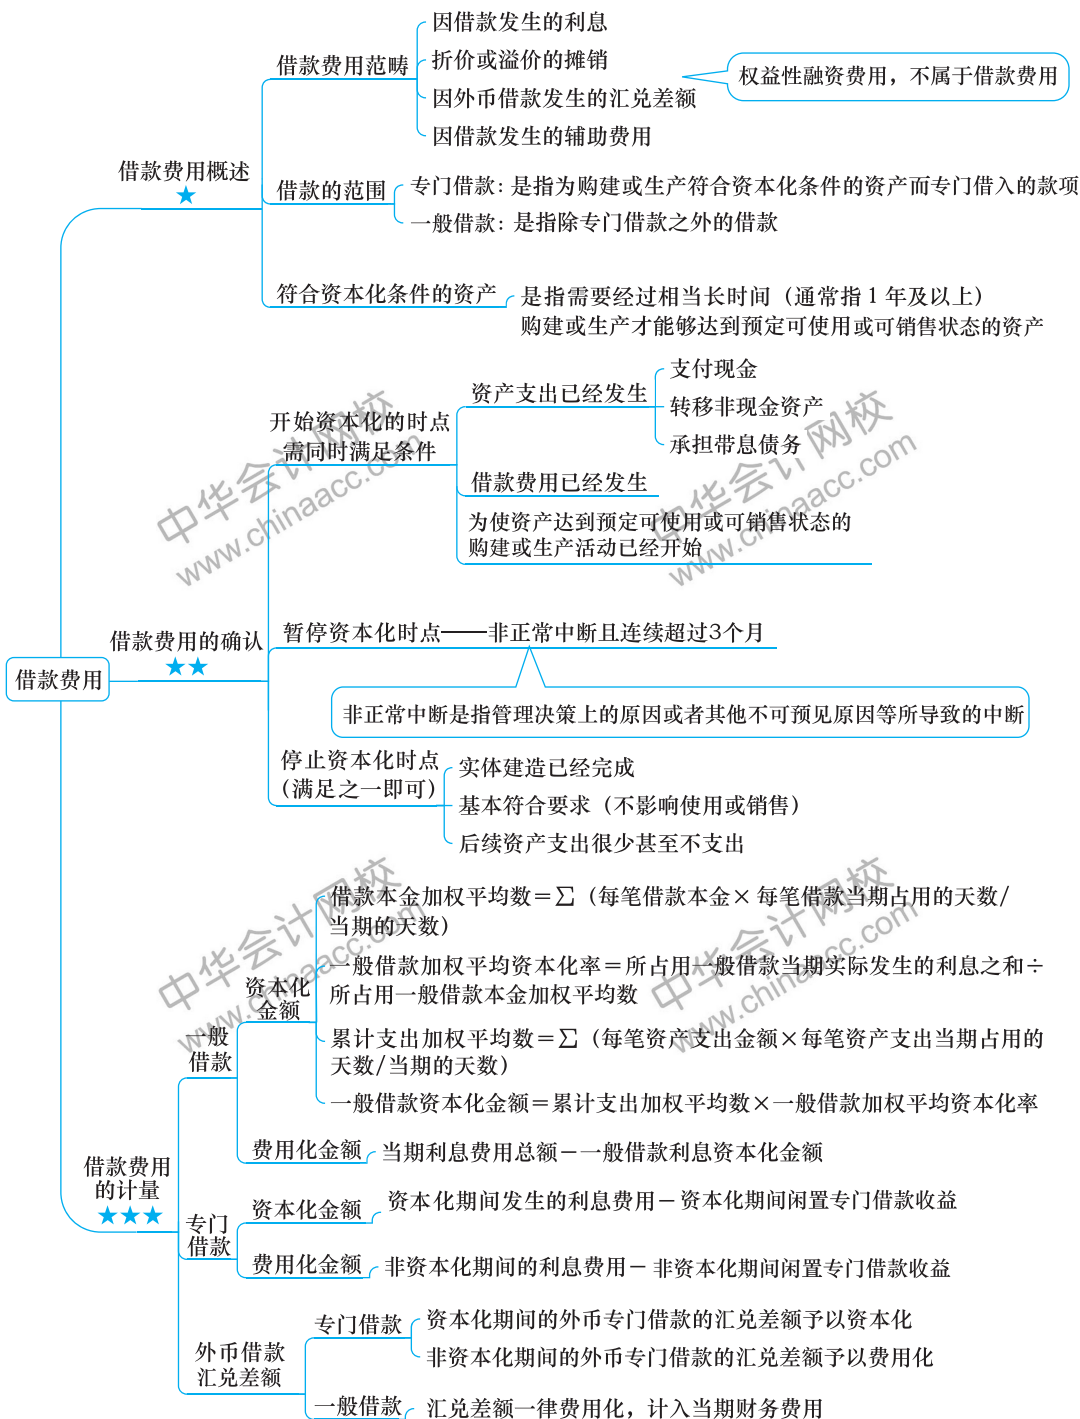 因借款发生的利息
借款费用范畴
折价或溢价的摊销
权益性融资费用，不属于借款费用
因外币借款发生的汇兑差额
因借款发生的辅助费用
借款费用概述
★
借款的范围
专门借款：是指为购建或生产符合资本化条件的资产而专门借入的款项
一般借款：是指除专门借款之外的借款
符合资本化条件的资产
是指需要经过相当长时间（通常指1年及以上）
购建或生产才能够达到预定可使用或可销售状态的资产
开始资本化的时点
需同时满足条件
资产支出已经发生
支付现金
转移非现金资产
承担带息债务
借款费用已经发生
为使资产达到预定可使用或可销售状态的
购建或生产活动已经开始
中华会计网校
www.chinaacc.com
中华会计网校
www.chinaacc.com
借款费用
借款费用的确认
★★
暂停资本化时点——非正常中断且连续超过3个月
非正常中断是指管理决策上的原因或者其他不可预见原因等所导致的中断
停止资本化时点
（满足之一即可）
实体建造已经完成
基本符合要求（不影响使用或销售）
后续资产支出很少甚至不支出
中华会计网校
www.chinaacc.com
中华会计网校
www.chinaacc.com
借款费用
的计量
★★★
一般
借款
资本化
金额
借款本金加权平均数＝∑（每笔借款本金×每笔借款当期占用的天数/
当期的天数）
一般借款加权平均资本化率＝所占用一般借款当期实际发生的利息之和÷
所占用一般借款本金加权平均数
累计支出加权平均数＝∑（每笔资产支出金额×每笔资产支出当期占用的
天数/当期的天数）
一般借款资本化金额＝累计支出加权平均数×一般借款加权平均资本化率
费用化金额
当期利息费用总额－一般借款利息资本化金额
专门
借款
资本化金额
资本化期间发生的利息费用－资本化期间闲置专门借款收益
费用化金额
非资本化期间的利息费用－非资本化期间闲置专门借款收益
外币借款
汇兑差额
专门借款
资本化期间的外币专门借款的汇兑差额予以资本化
非资本化期间的外币专门借款的汇兑差额予以费用化
一般借款
汇兑差额一律费用化，计入当期财务费用